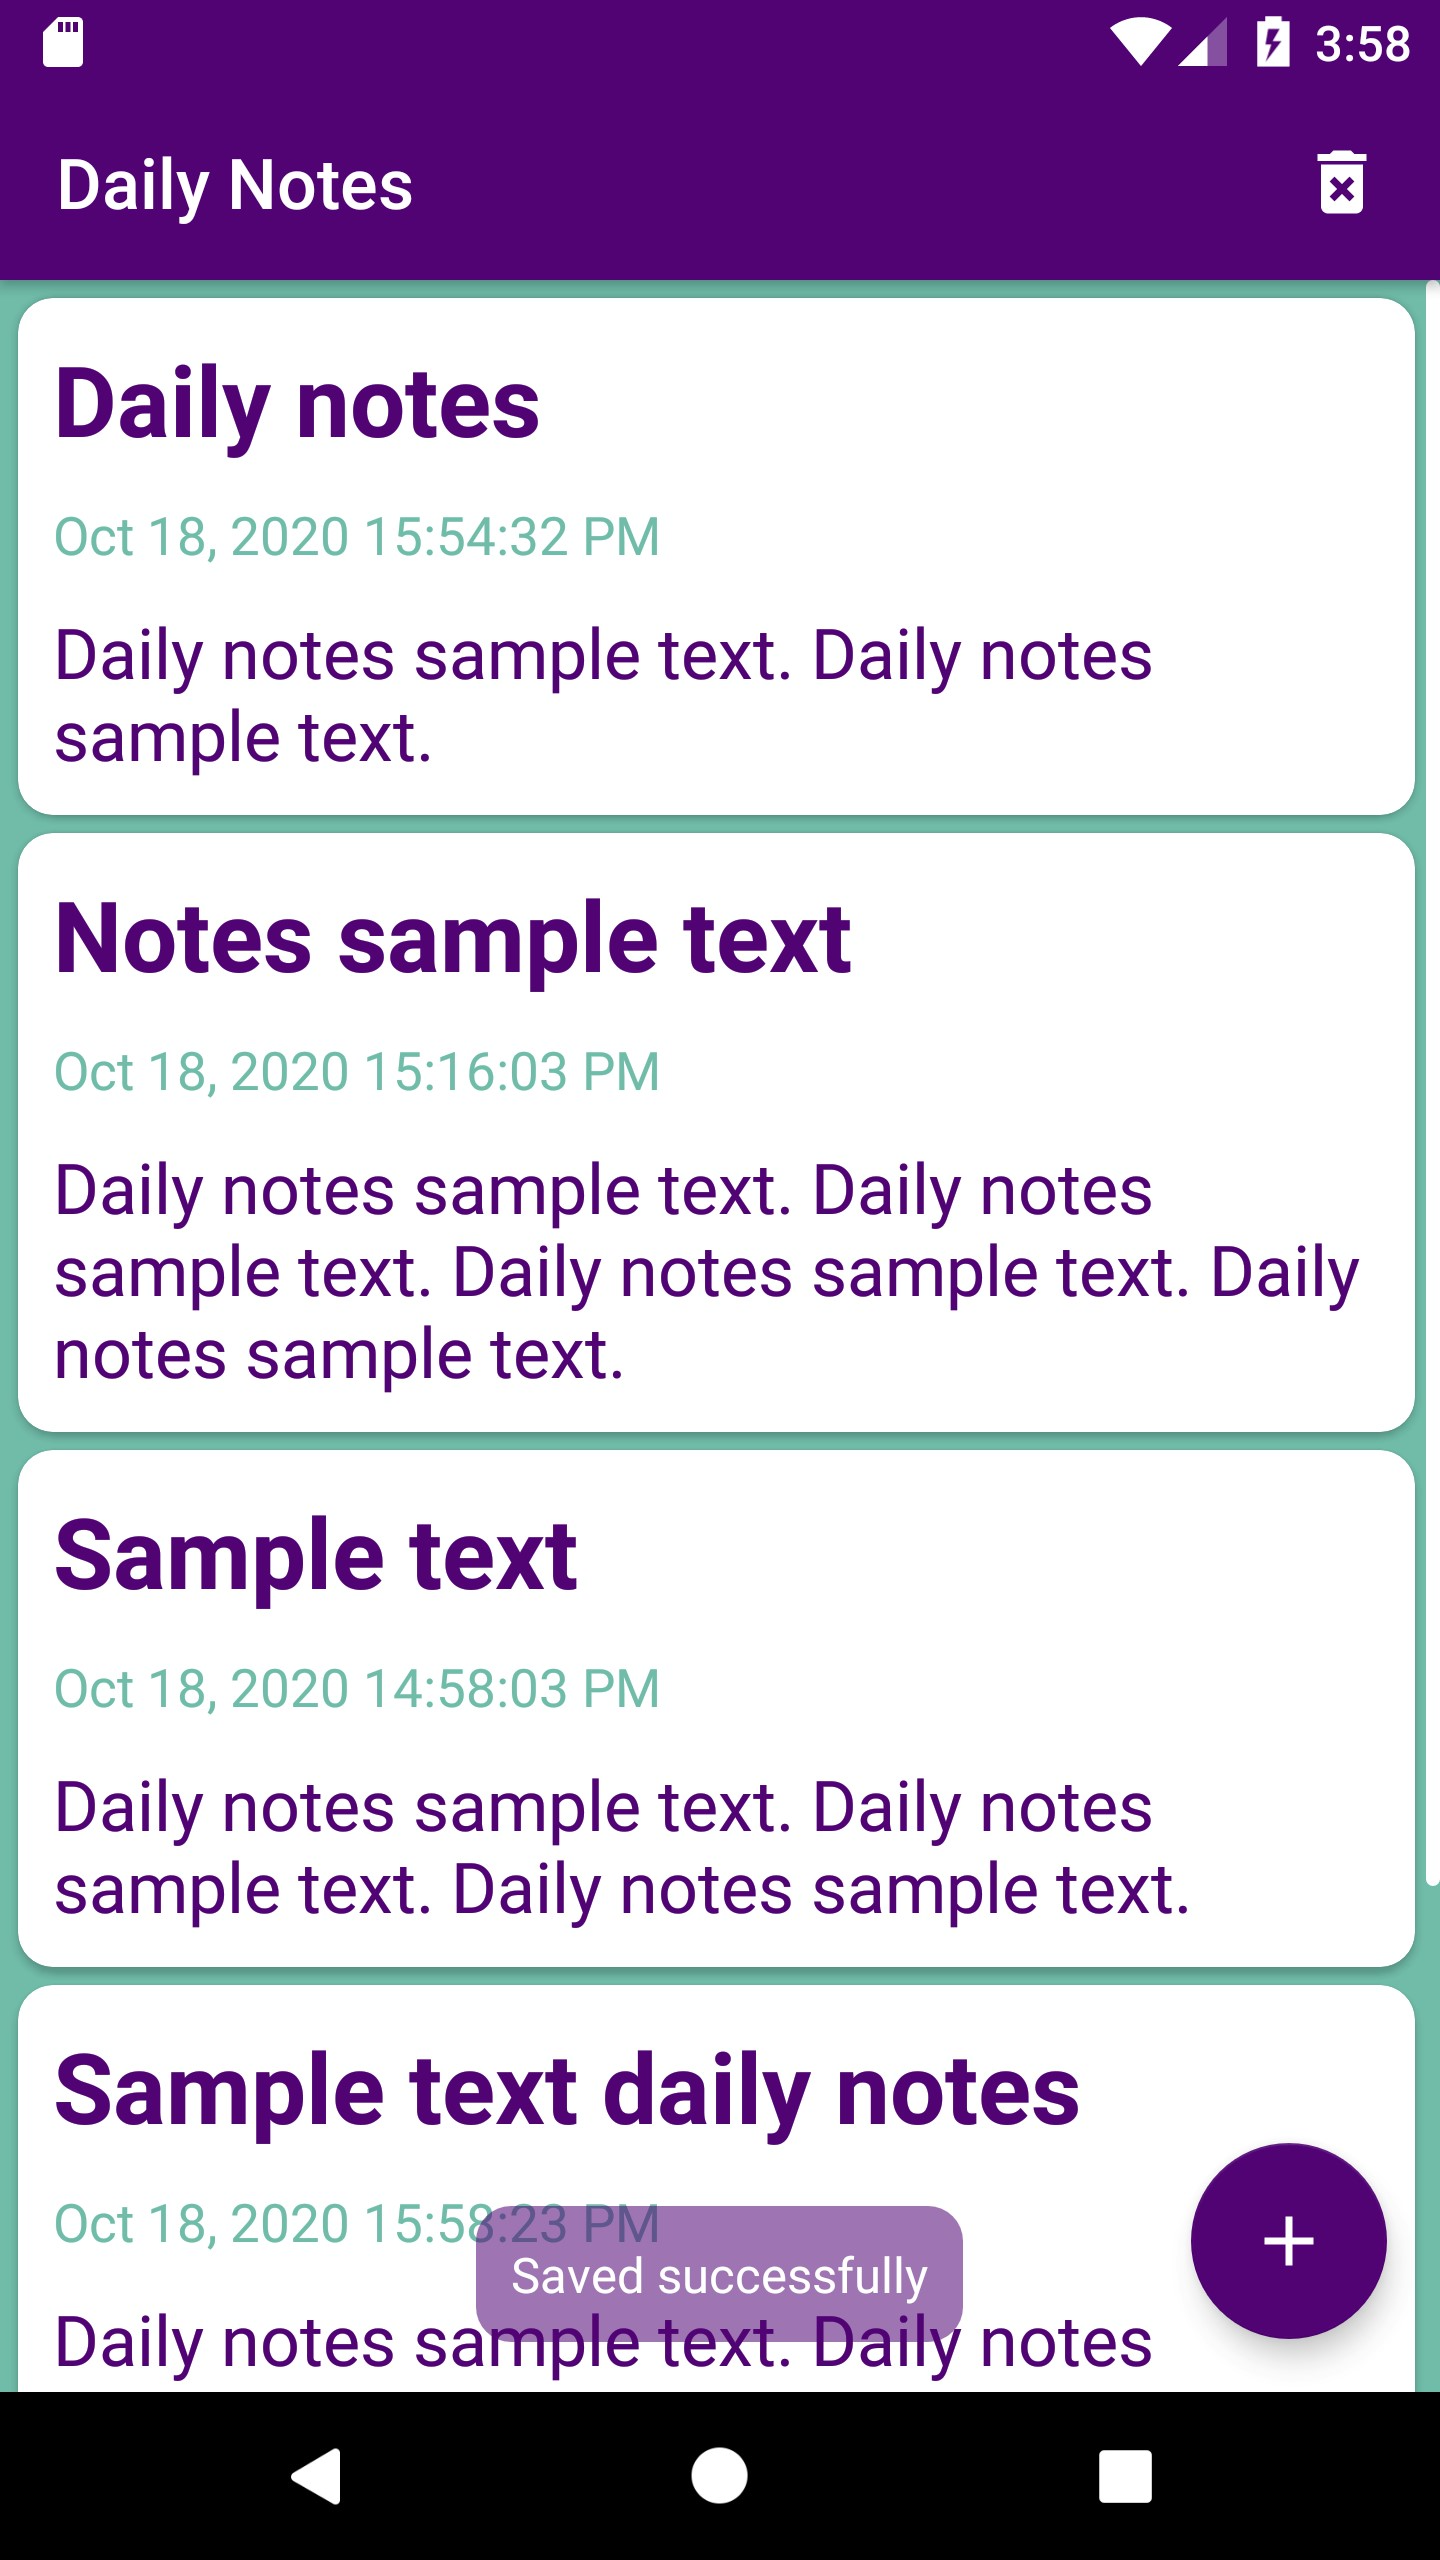 3:58
Daily Notes
Daily notes
Oct 18, 2020 15:54:32 PM
Daily notes sample text. Daily notes
sample text.
Notes sample text
Oct 18, 2020 15:16:03 PM
Daily notes sample text. Daily notes
sample text. Daily notes sample text. Daily
notes sample text.
Sample text
Oct 18, 2020 14:58:03 PM
Daily notes sample text. Daily notes
sample text. Daily notes sample text.
Sample text daily notes
Oct 18, 2020 15:58:23 PM
Saved successfully
Daily notes sample text. Daily notes